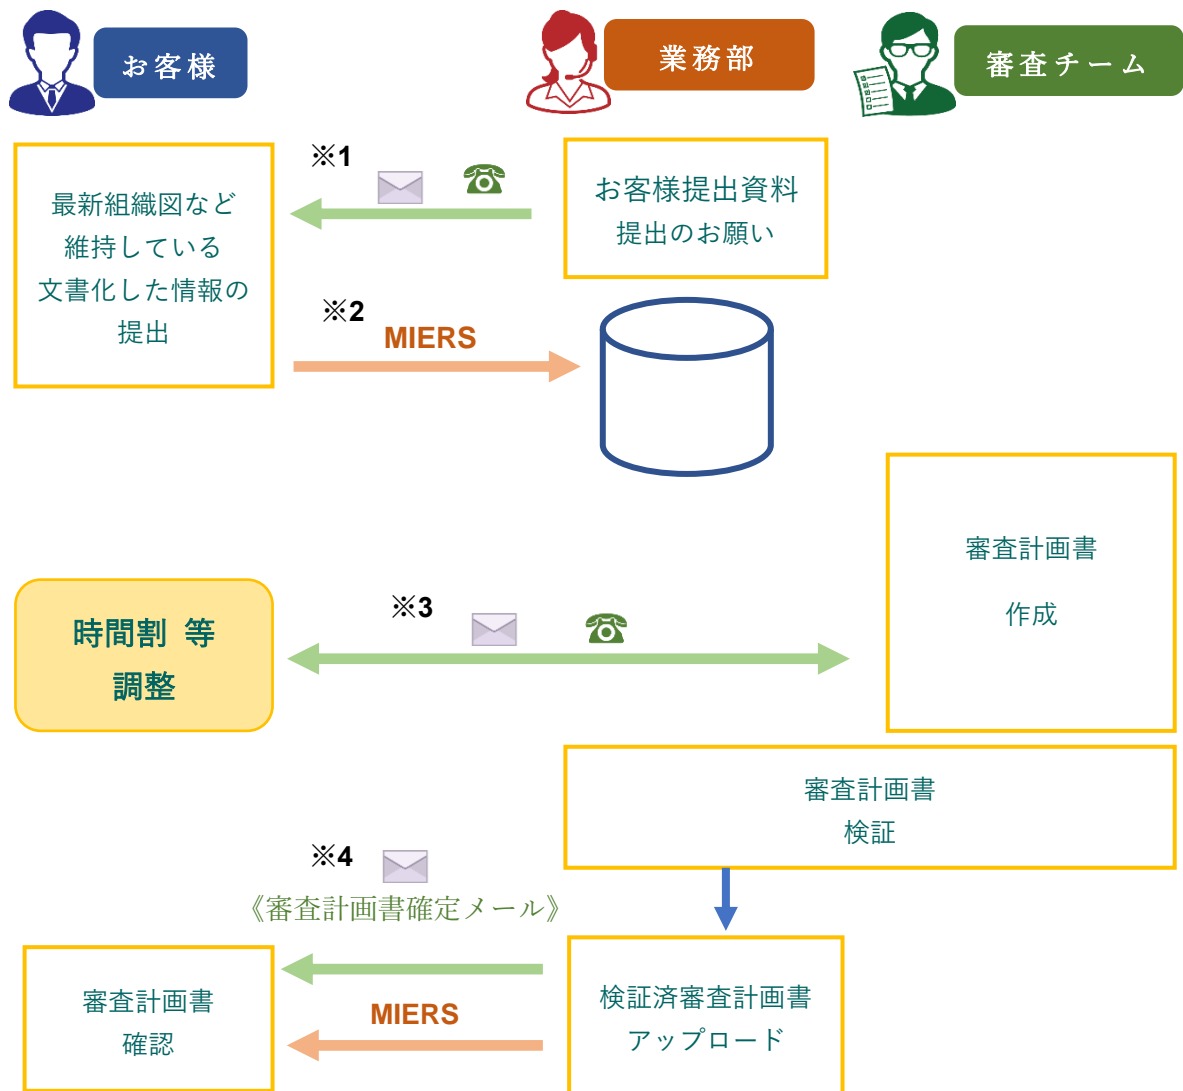 お客様
業務部
審査チーム
※1
お客様提出資料
提出のお願い
最新組織図など
維持している
文書化した情報の
提出
※2
MIERS
審査計画書
作成
※3
時間割 等
調整
審査計画書
検証
※4
《審査計画書確定メール》
検証済審査計画書
アップロード
MIERS
審査計画書
確認